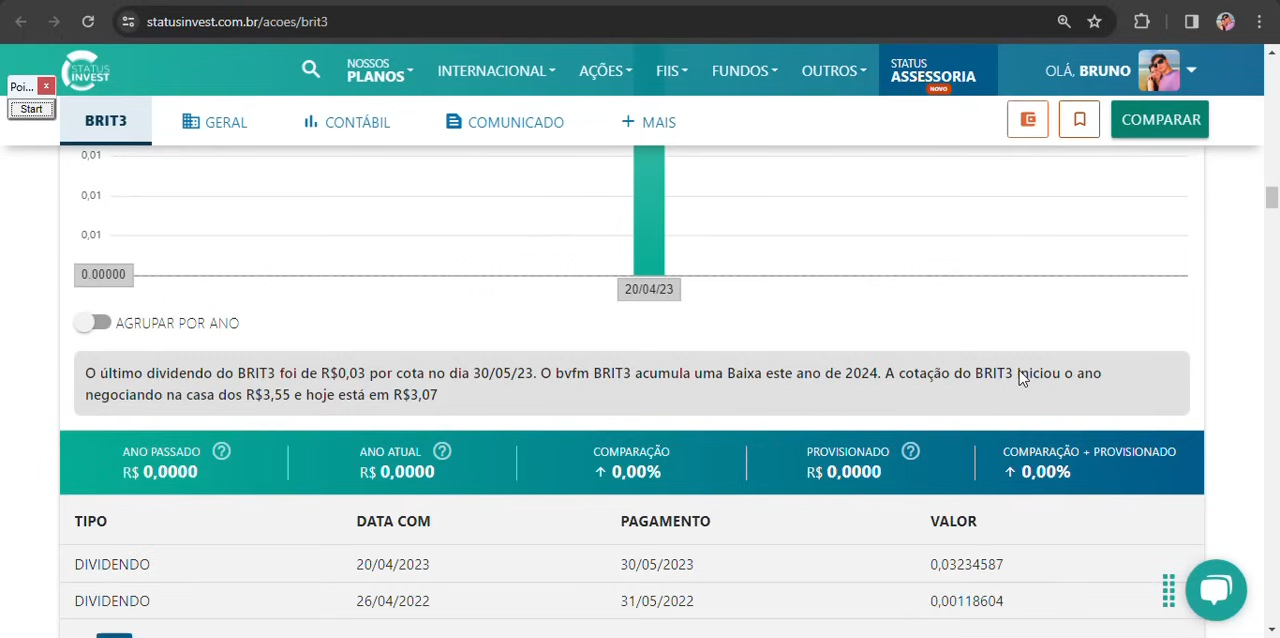 statusinvest.com.br/acoes/brit3
Poi... x
Start
STATUS INVEST
NOSSOS PLANOS
INTERNACIONAL
AÇÕES
FIIS
FUNDOS
OUTROS
STATUS ASSESSORIA
NOVO
OLÁ, BRUNO
BRIT3
GERAL
CONTÁBIL
COMUNICADO
+ MAIS
COMPARAR
0,01
0,01
0,01
0.00000
20/04/23
AGRUPAR POR ANO
O último dividendo do BRIT3 foi de R$0,03 por cota no dia 30/05/23. O bvfm BRIT3 acumula uma Baixa este ano de 2024. A cotação do BRIT3 iniciou o ano
negociando na casa dos R$3,55 e hoje está em R$3,07
ANO PASSADO ?
R$ 0,0000
ANO ATUAL ?
R$ 0,0000
COMPARAÇÃO
↑ 0,00%
PROVISIONADO ?
R$ 0,0000
COMPARAÇÃO + PROVISIONADO
↑ 0,00%
TIPO DATA COM PAGAMENTO VALOR
DIVIDENDO 20/04/2023 30/05/2023 0,03234587
DIVIDENDO 26/04/2022 31/05/2022 0,00118604